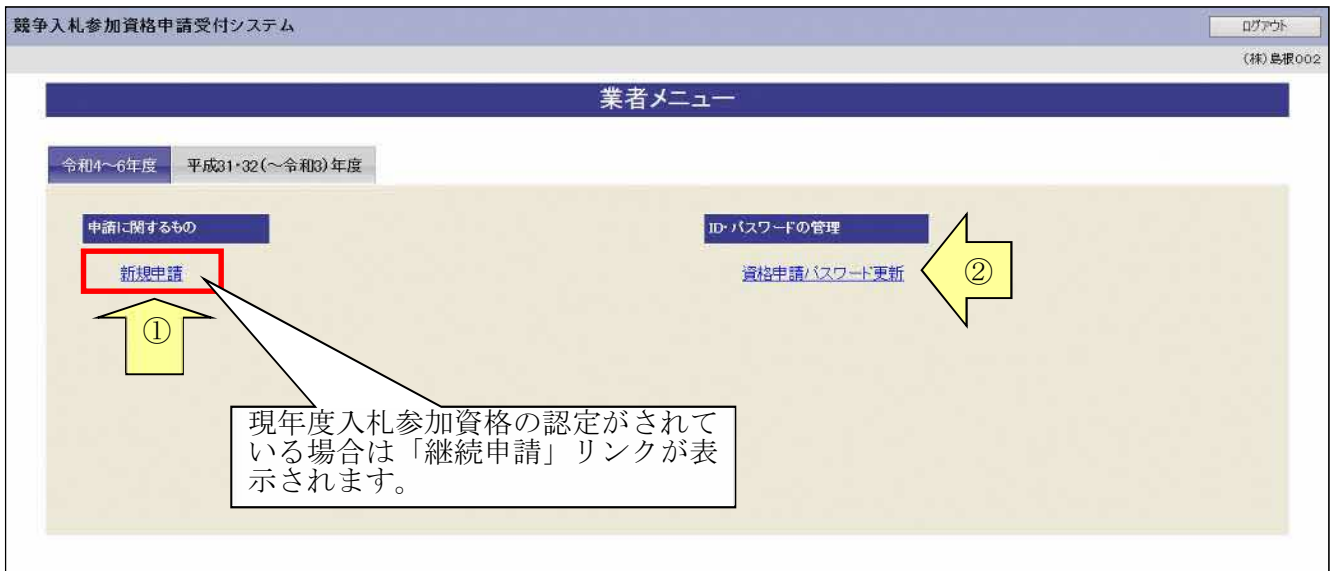 競争入札参加資格申請受付システム
ログアウト
(株)島根002
業者メニュー
令和4～6年度
平成31・32(～令和3)年度
申請に関するもの
ID・パスワードの管理
新規申請
資格申請パスワード更新
②
①
現年度入札参加資格の認定がされて
いる場合は「継続申請」リンクが表
示されます。